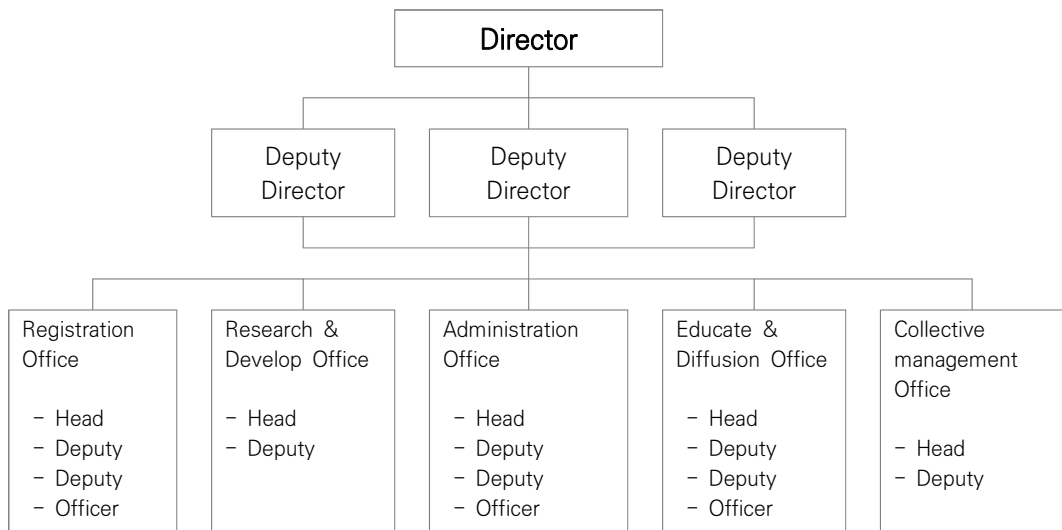 Director
Deputy
Director
Deputy
Director
Deputy
Director
Registration
Office
- Head
- Deputy
- Deputy
- Officer
Research &
Develop Office
- Head
- Deputy
Administration
Office
- Head
- Deputy
- Deputy
- Officer
Educate &
Diffusion Office
- Head
- Deputy
- Deputy
- Officer
Collective
management
Office
- Head
- Deputy